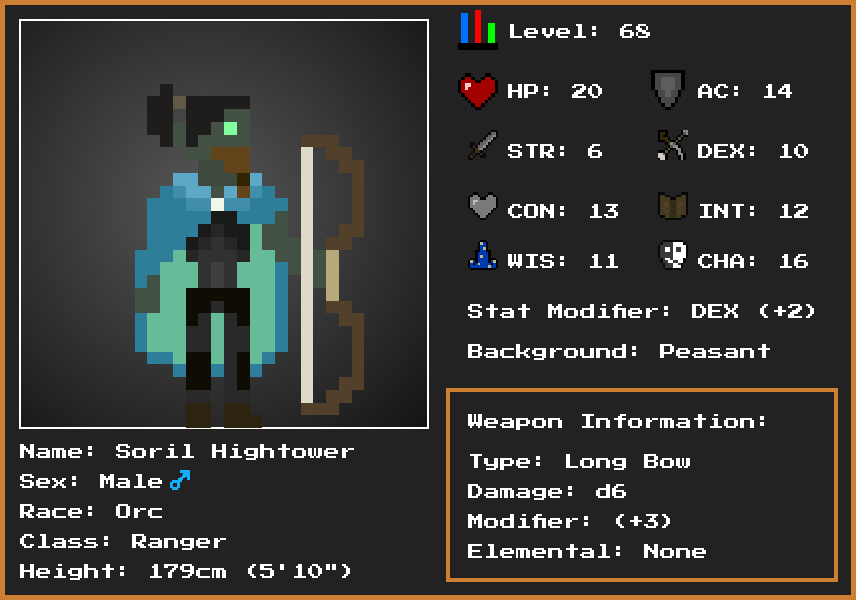 Level: 68
HP: 20
AC: 14
STR: 6
DEX: 10
CON: 13
INT: 12
WIS: 11
CHA: 16
Stat Modifier: DEX (+2)
Background: Peasant
Weapon Information:
Type: Long Bow
Damage: d6
Modifier: (+3)
Elemental: None
Name: Soril Hightower
Sex: Male ♂
Race: Orc
Class: Ranger
Height: 179cm (5'10")